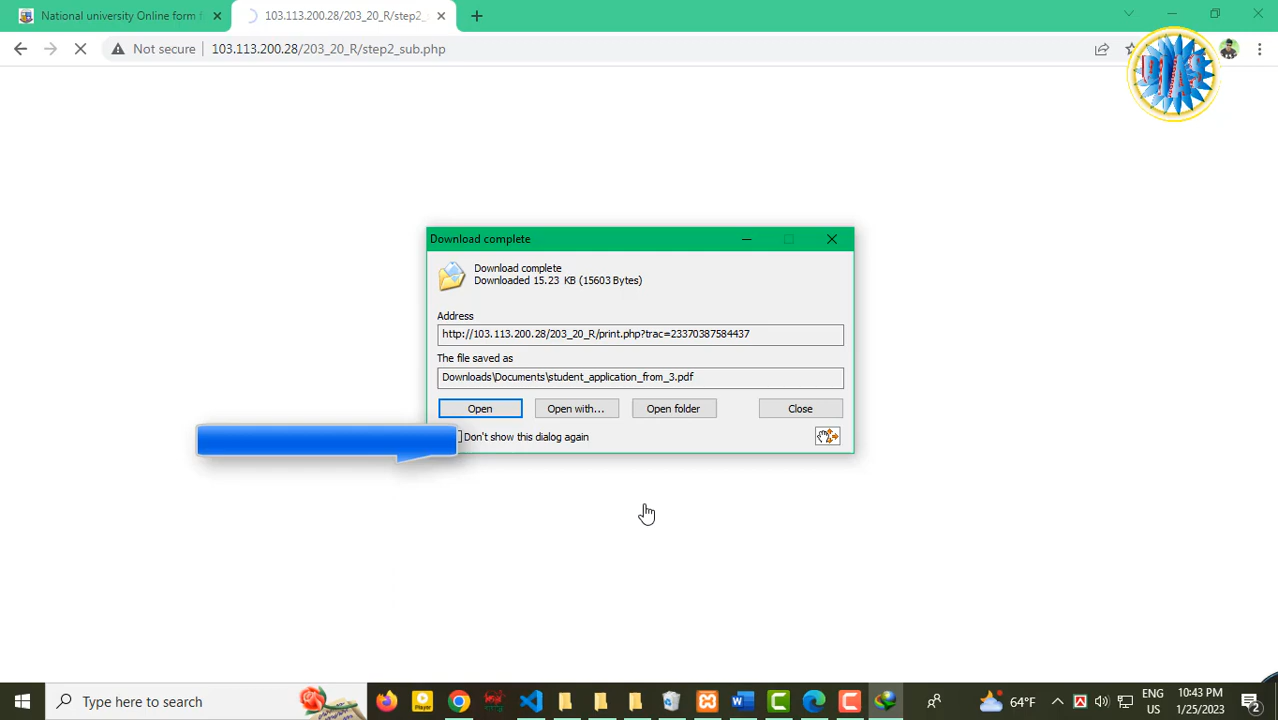 National university Online form f
103.113.200.28/203_20_R/step2_s
Not secure
103.113.200.28/203_20_R/step2_sub.php
Download complete
Download complete
Downloaded 15.23 KB (15603 Bytes)
Address
http://103.113.200.28/203_20_R/print.php?trac=23370387584437
The file saved as
Downloads\Documents\student_application_from_3.pdf
Open
Open with...
Open folder
Close
Don't show this dialog again
Type here to search
Player
64°F
ENG
US
10:43 PM
1/25/2023
2